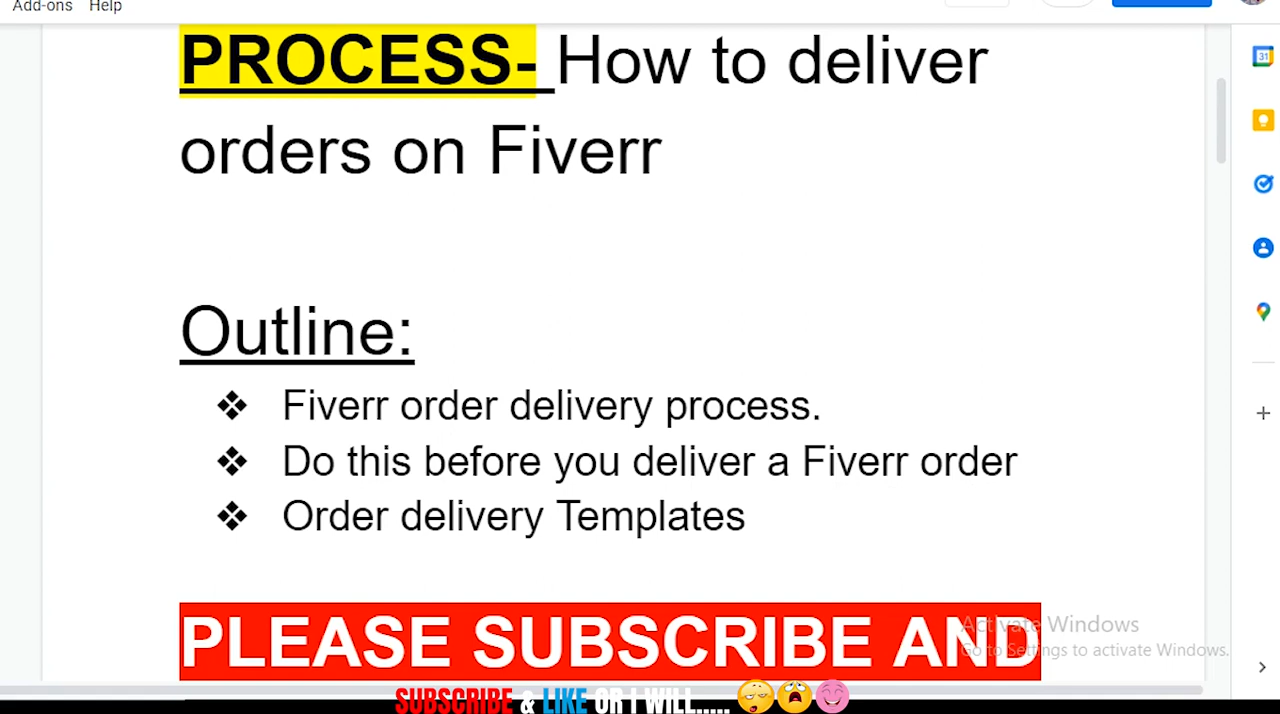 Add-ons Help
PROCESS- How to deliver
orders on Fiverr
Outline:
❖ Fiverr order delivery process.
❖ Do this before you deliver a Fiverr order
❖ Order delivery Templates
PLEASE SUBSCRIBE AND
Activate Windows
Go to Settings to activate Windows.
SUBSCRIBE & LIKE OR I WILL.....
31